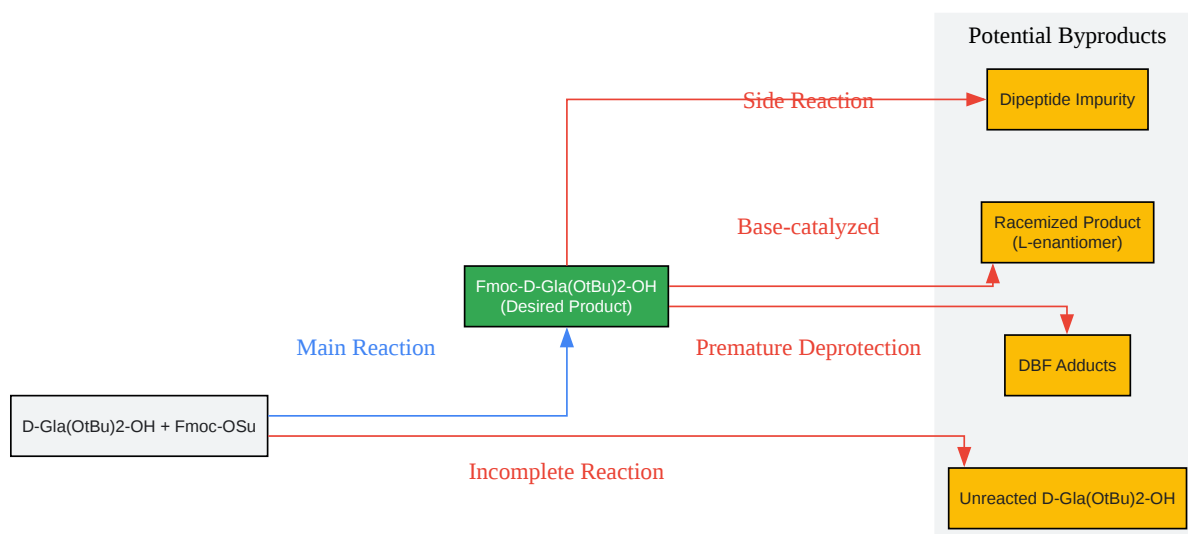 Potential Byproducts
Side Reaction
Dipeptide Impurity
Base-catalyzed
Racemized Product
(L-enantiomer)
Fmoc-D-Gla(OtBu)2-OH
(Desired Product)
Main Reaction
Premature Deprotection
DBF Adducts
D-Gla(OtBu)2-OH + Fmoc-OSu
Incomplete Reaction
Unreacted D-Gla(OtBu)2-OH